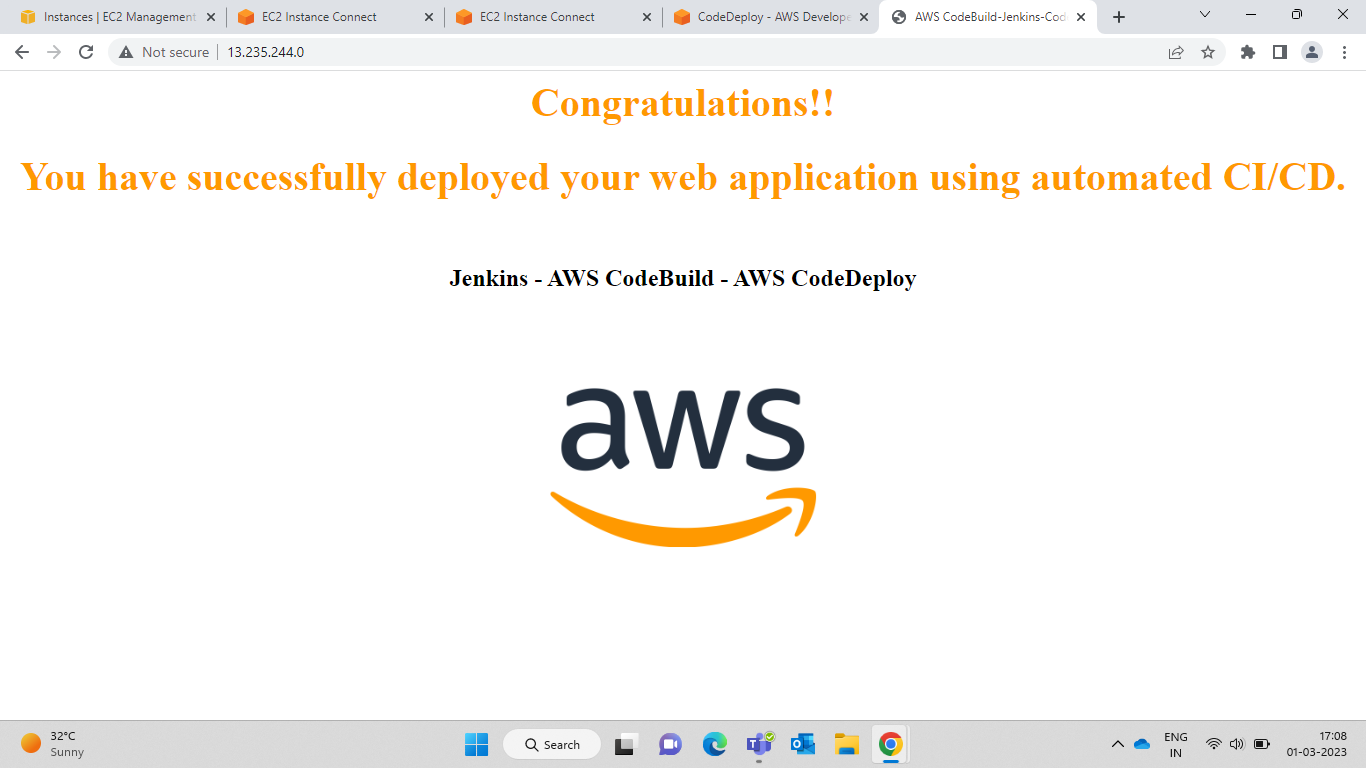 Instances | EC2 Management
EC2 Instance Connect
EC2 Instance Connect
CodeDeploy - AWS Develope
AWS CodeBuild-Jenkins-Cod
Not secure
13.235.244.0
Congratulations!!
You have successfully deployed your web application using automated CI/CD.
Jenkins - AWS CodeBuild - AWS CodeDeploy
aws
32°C
Sunny
Search
ENG
IN
17:08
01-03-2023